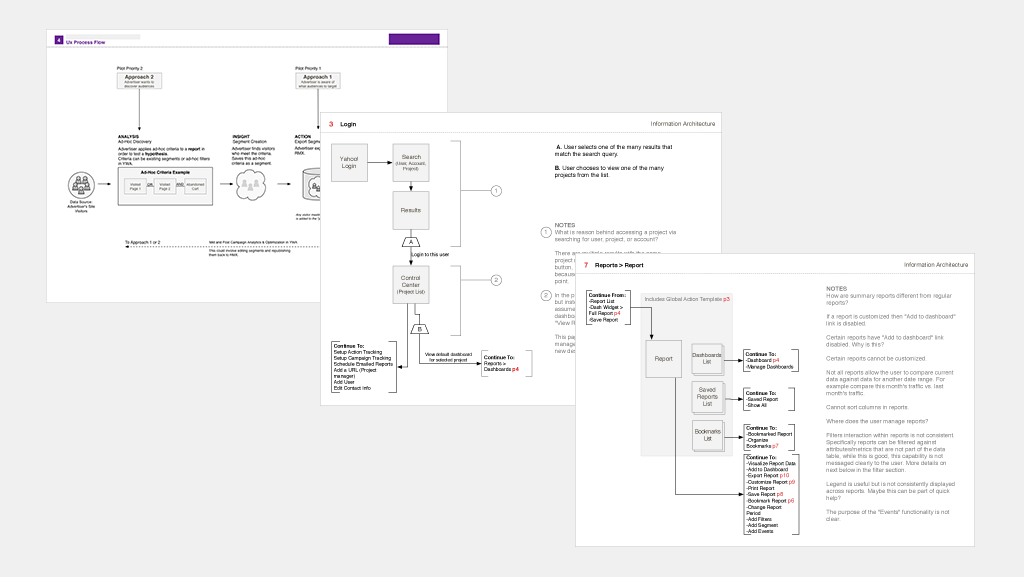 4 Ux Process Flow
Pilot Priority 2
Approach 2
Advertiser wants to
discover audiences
Pilot Priority 1
Approach 1
Advertiser is aware of
what audiences to target
ANALYSIS
Ad-Hoc Discovery
Advertiser applies ad-hoc criteria to a report in
order to test a hypothesis.
Criteria can be existing segments or ad-hoc filters
in YWA.
INSIGHT
Segment Creation
Advertiser finds visitors
who meet the criteria.
Saves this ad-hoc
criteria as a segment.
ACTION
Export Segm
Advertiser exp
RMX.
Ad-Hoc Criteria Example
Visited
Page 1
OR
Visited
Page 2
AND
Abandoned
Cart
Data Source:
Advertiser's Site
Visitors
To Approach 1 or 2
Mid and Post Campaign Analytics & Optimization in YWA.
This could involve editing segments and republishing
them back to RMX.
3 Login
Information Architecture
Yahoo!
Login
Search
(User, Account,
Project)
Results
A
Login to this user
Control
Center
(Project List)
B
1
2
Continue To:
Setup Action Tracking
Setup Campaign Tracking
Schedule Emailed Reports
Add a URL (Project
manager)
Add User
Edit Contact Info
View default dashboard
for selected project
Continue To:
Reports >
Dashboards p4
A. User selects one of the many results that
match the search query.
B. User chooses to view one of the many
projects from the list.
NOTES
1 What is reason behind accessing a project via
searching for user, project, or account?
There are multiple results with the same
project
button.
because
point.
2 In the p
but inst
assume
dashbo
"View R
This pag
manage
new des
7 Reports > Report
Information Architecture
Includes Global Action Template p3
Continue From:
-Report List
-Dash Widget >
Full Report p4
-Save Report
Report
Dashboards
List
Saved
Reports
List
Bookmarks
List
Continue To:
-Dashboard p4
-Manage Dashboards
Continue To:
-Saved Report
-Show All
Continue To:
-Bookmarked Report
-Organize
Bookmarks p7
Continue To:
-Visualize Report Data
-Add to Dashboard
-Export Report p10
-Customize Report p9
-Print Report
-Save Report p8
-Bookmark Report p6
-Change Report
Period
-Add Filters
-Add Segment
-Add Events
NOTES
How are summary reports different from regular
reports?
If a report is customized then "Add to dashboard"
link is disabled.
Certain reports have "Add to dashboard" link
disabled. Why is this?
Certain reports cannot be customized.
Not all reports allow the user to compare current
data against data for another date range. For
example compare this month's traffic vs. last
month's traffic.
Cannot sort columns in reports
Where does the user manage reports?
Filters interaction within reports is not consistent.
Specifically reports can be filtered against
attributes/metrics that are not part of the data
table, while this is good, this capability is not
messaged clearly to the user. More details on
next below in the filter section.
Legend is useful but is not consistently displayed
across reports. Maybe this can be part of quick
help?
The purpose of the "Events" functionality is not
clear.